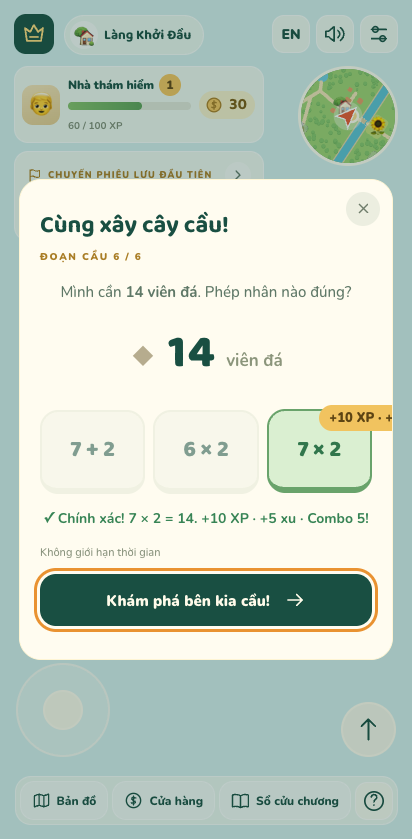 Làng Khởi Đầu
EN
Nhà thám hiểm 1
30
60 / 100 XP
CHUYẾN PHIÊU LƯU ĐẦU TIÊN
Cùng xây cây cầu!
ĐOẠN CẦU 6 / 6
Mình cần 14 viên đá. Phép nhân nào đúng?
14 viên đá
+10 XP · +
7 + 2
6 × 2
7 × 2
✓ Chính xác! 7 × 2 = 14. +10 XP · +5 xu · Combo 5!
Không giới hạn thời gian
Khám phá bên kia cầu! →
Bản đồ
Cửa hàng
Sổ cửu chương